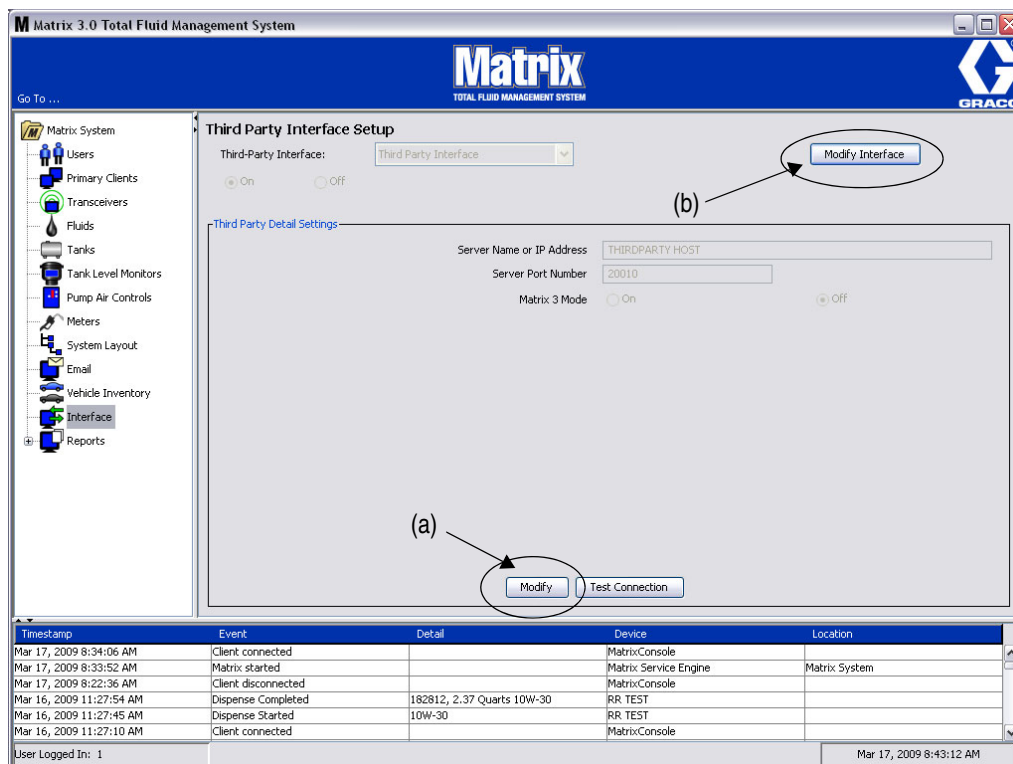 M Matrix 3.0 Total Fluid Management System
Matrix
TOTAL FLUID MANAGEMENT SYSTEM
GRACO
Go To ...
Matrix System
Users
Primary Clients
Transceivers
Fluids
Tanks
Tank Level Monitors
Pump Air Controls
Meters
System Layout
Email
Vehicle Inventory
Interface
Reports
Third Party Interface Setup
Third-Party Interface: Third Party Interface
On Off
Modify Interface
(b)
Third Party Detail Settings
Server Name or IP Address THIRDPARTY HOST
Server Port Number 20010
Matrix 3 Mode On Off
(a)
Modify Test Connection
Timestamp Event Detail Device Location
Mar 17, 2009 8:34:06 AM Client connected MatrixConsole
Mar 17, 2009 8:33:52 AM Matrix started Matrix Service Engine Matrix System
Mar 17, 2009 8:22:36 AM Client disconnected MatrixConsole
Mar 16, 2009 11:27:54 AM Dispense Completed 182812, 2.37 Quarts 10W-30 RR TEST
Mar 16, 2009 11:27:45 AM Dispense Started 10W-30 RR TEST
Mar 16, 2009 11:27:10 AM Client connected MatrixConsole
User Logged In: 1 Mar 17, 2009 8:43:12 AM